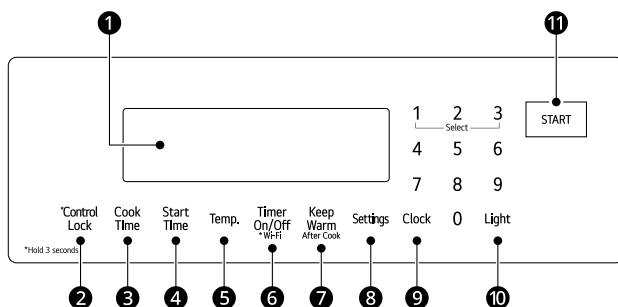 1
11
1 2 3
Select
START
4 5 6
7 8 9
*Control
Lock
Cook
Time
Start
Time
Temp.
Timer
On/Off
*Wi-Fi
Keep
Warm
After Cook
Settings
Clock
0
Light
*Hold 3 seconds
2 3 4 5 6 7 8 9 10